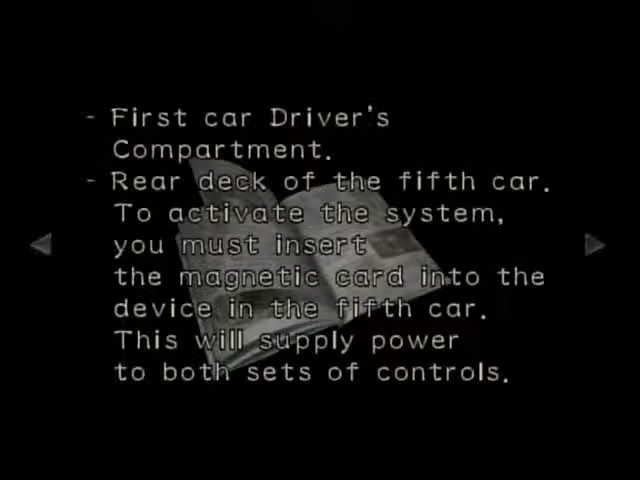 - First car Driver's
Compartment.
- Rear deck of the fifth car.
To activate the system,
you must insert
the magnetic card into the
device in the fifth car.
This will supply power
to both sets of controls.